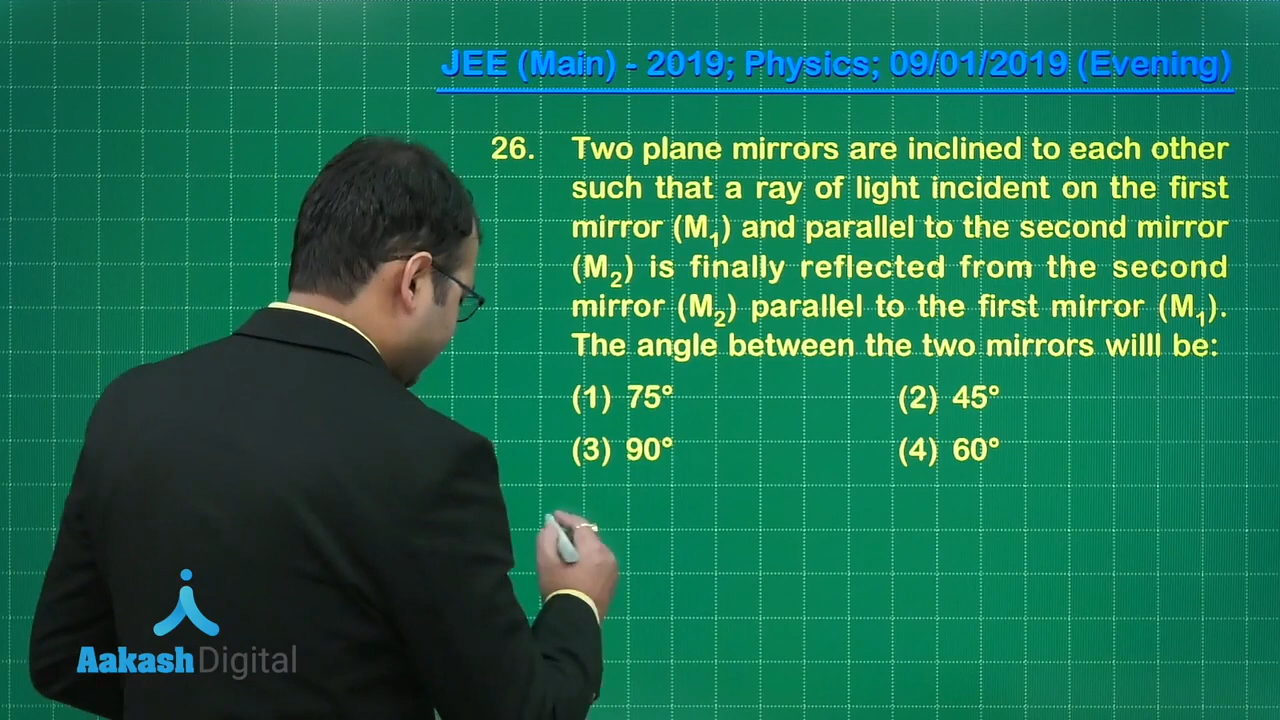 JEE (Main) - 2019; Physics; 09/01/2019 (Evening)
26. Two plane mirrors are inclined to each other
such that a ray of light incident on the first
mirror (M₁) and parallel to the second mirror
(M₂) is finally reflected from the second
mirror (M₂) parallel to the first mirror (M₁).
The angle between the two mirrors willl be:
(1) 75° (2) 45°
(3) 90° (4) 60°
Aakash Digital